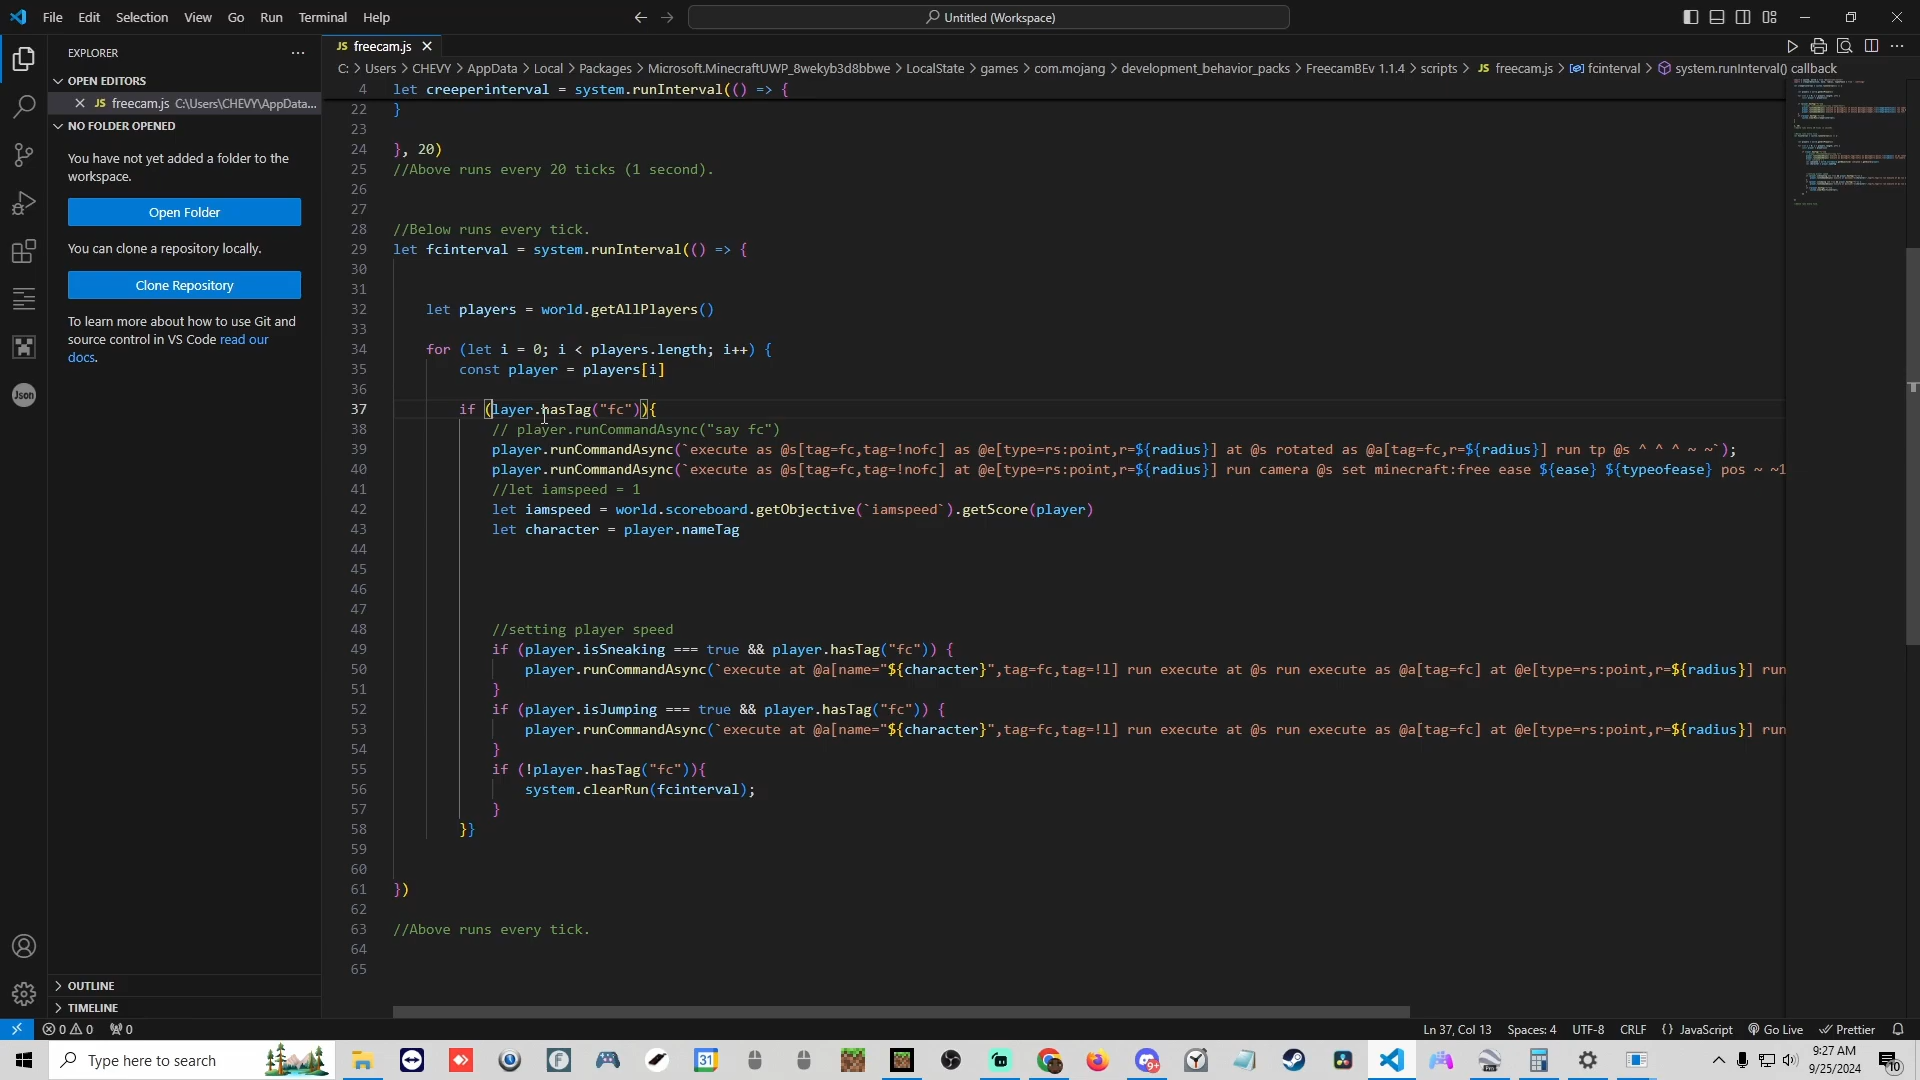 File Edit Selection View Go Run Terminal Help
Untitled (Workspace)
EXPLORER
OPEN EDITORS
JS freecam.js C:\Users\CHEVY\AppData...
NO FOLDER OPENED
You have not yet added a folder to the
workspace.
Open Folder
You can clone a repository locally.
Clone Repository
To learn more about how to use Git and
source control in VS Code read our
docs.
OUTLINE
TIMELINE
Json
JS freecam.js
C: > Users > CHEVY > AppData > Local > Packages > Microsoft.MinecraftUWP_8wekyb3d8bbwe > LocalState > games > com.mojang > development_behavior_packs > FreecamBEv 1.1.4 > scripts > JS freecam.js > fcinterval > system.runInterval() callback
4 let creeperinterval = system.runInterval(() => {
22 }
23
24 }, 20)
25 //Above runs every 20 ticks (1 second).
26
27
28 //Below runs every tick.
29 let fcinterval = system.runInterval(() => {
30
31
32 let players = world.getAllPlayers()
33
34 for (let i = 0; i < players.length; i++) {
35 const player = players[i]
36
37 if (layer.hasTag("fc")){
38 // player.runCommandAsync("say fc")
39 player.runCommandAsync(`execute as @s[tag=fc,tag=!nofc] as @e[type=rs:point,r=${radius}] at @s rotated as @a[tag=fc,r=${radius}] run tp @s ^ ^ ^ ~ ~`);
40 player.runCommandAsync(`execute as @s[tag=fc,tag=!nofc] at @e[type=rs:point,r=${radius}] run camera @s set minecraft:free ease ${ease} ${typeofease} pos ~ ~1
41 //let iamspeed = 1
42 let iamspeed = world.scoreboard.getObjective(`iamspeed`).getScore(player)
43 let character = player.nameTag
44
45
46
47
48 //setting player speed
49 if (player.isSneaking === true && player.hasTag("fc")) {
50 player.runCommandAsync(`execute at @a[name="${character}",tag=fc,tag=!l] run execute at @s run execute as @a[tag=fc] at @e[type=rs:point,r=${radius}] run
51 }
52 if (player.isJumping === true && player.hasTag("fc")) {
53 player.runCommandAsync(`execute at @a[name="${character}",tag=fc,tag=!l] run execute at @s run execute as @a[tag=fc] at @e[type=rs:point,r=${radius}] run
54 }
55 if (!player.hasTag("fc")){
56 system.clearRun(fcinterval);
57 }
58 }}
59
60
61 })
62
63 //Above runs every tick.
64
65
0 0 0
Ln 37, Col 13 Spaces: 4 UTF-8 CRLF {} JavaScript Go Live Prettier
Type here to search
31
9+
9:27 AM
9/25/2024
10